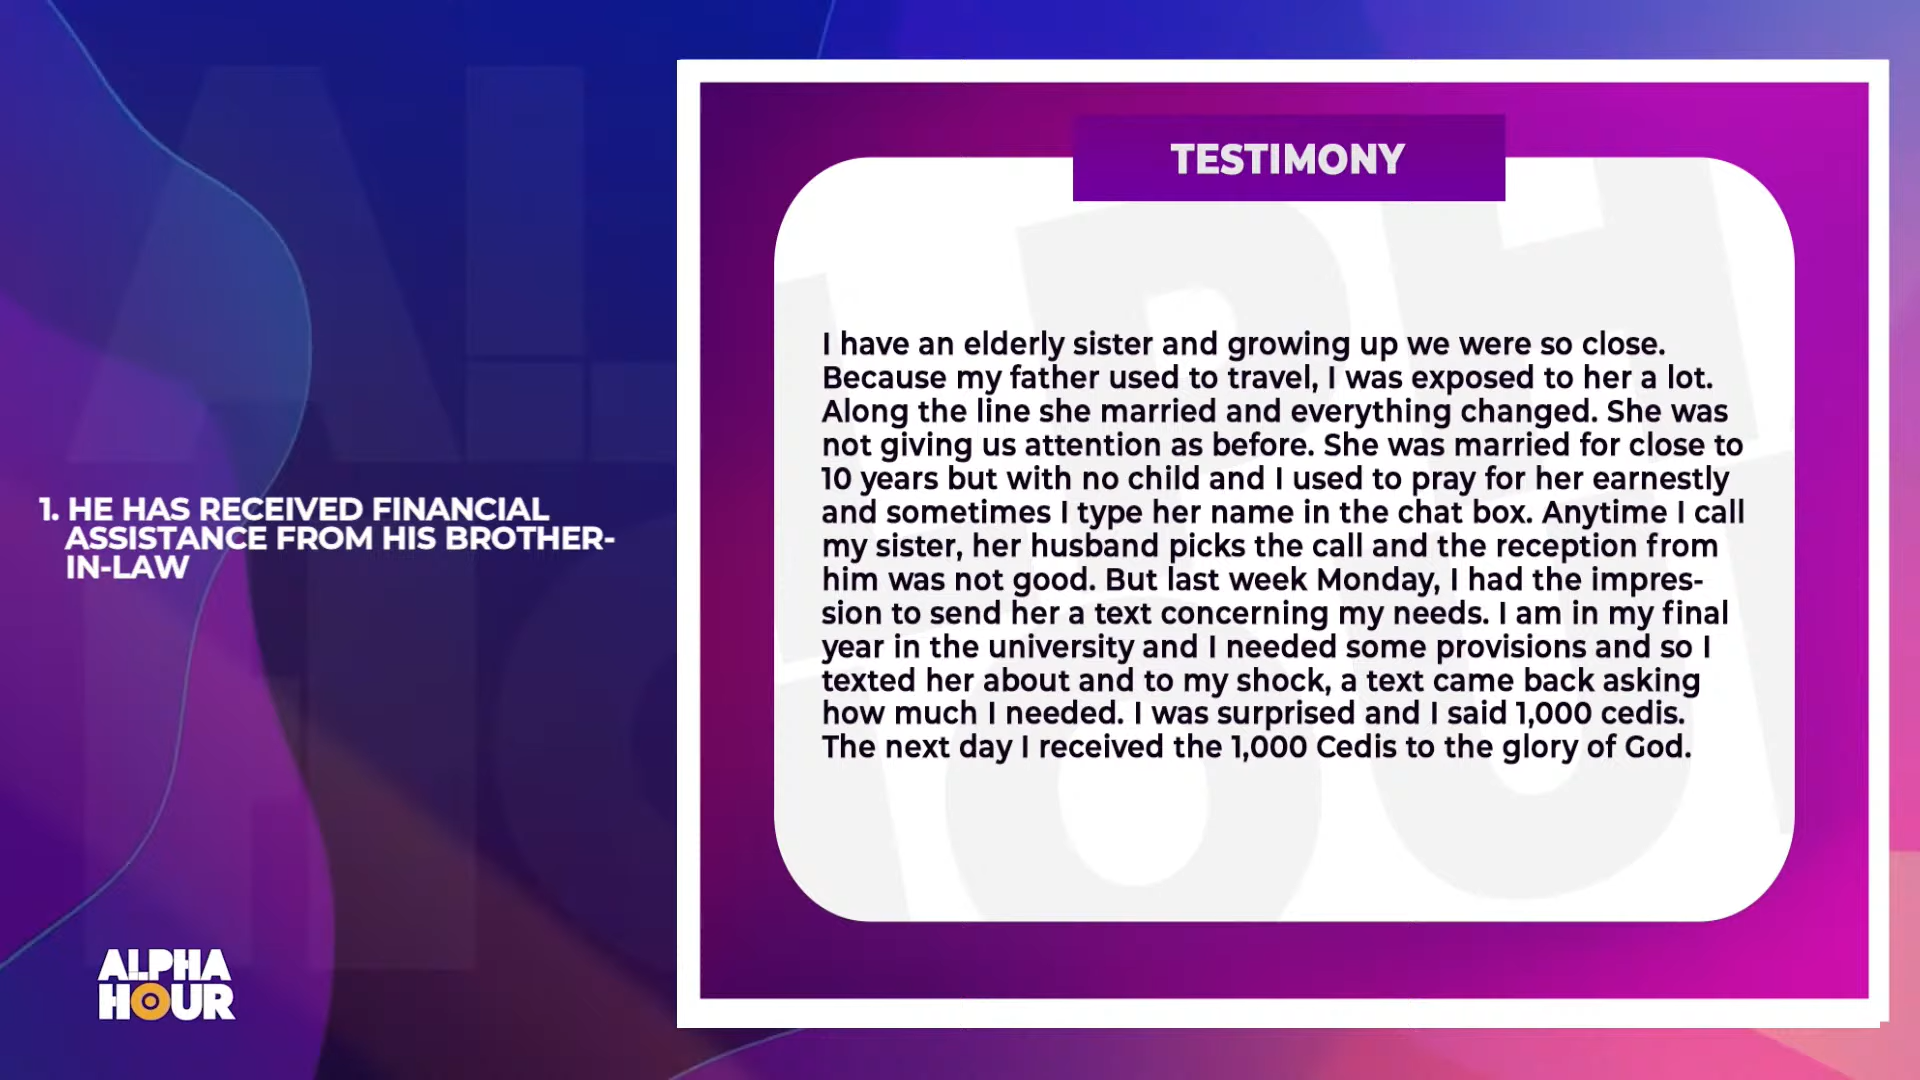 1. HE HAS RECEIVED FINANCIAL
ASSISTANCE FROM HIS BROTHER-
IN-LAW
ALPHA
HOUR
TESTIMONY
I have an elderly sister and growing up we were so close.
Because my father used to travel, I was exposed to her a lot.
Along the line she married and everything changed. She was
not giving us attention as before. She was married for close to
10 years but with no child and I used to pray for her earnestly
and sometimes I type her name in the chat box. Anytime I call
my sister, her husband picks the call and the reception from
him was not good. But last week Monday, I had the impres-
sion to send her a text concerning my needs. I am in my final
year in the university and I needed some provisions and so I
texted her about and to my shock, a text came back asking
how much I needed. I was surprised and I said 1,000 cedis.
The next day I received the 1,000 Cedis to the glory of God.